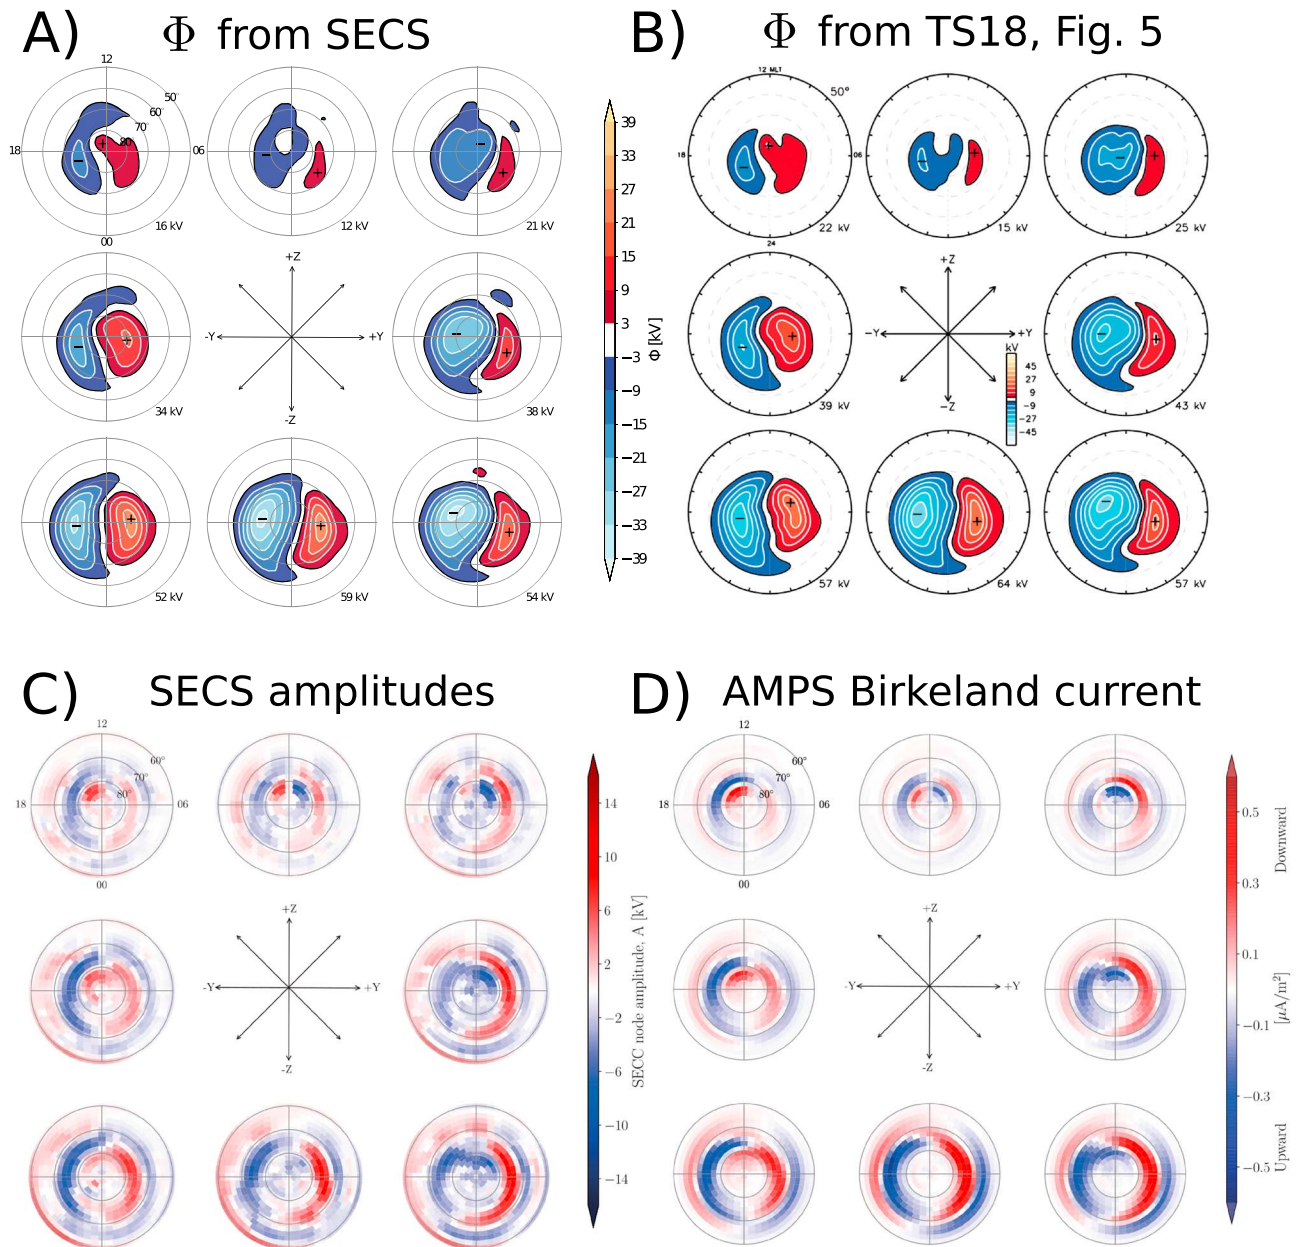 A) Φ from SECS
12
50°
60°
70°
80°
18
06
00
16 kV
12 kV
21 kV
+Z
-Y
+Y
-Z
34 kV
38 kV
52 kV
59 kV
54 kV
39
33
27
21
15
9
3
−3
−9
−15
−21
−27
−33
−39
Φ [kV]
B) Φ from TS18, Fig. 5
12 MLT
50°
18
06
24
22 kV
15 kV
25 kV
+Z
−Y
+Y
−Z
kV
45
27
9
−9
−27
−45
39 kV
43 kV
57 kV
64 kV
57 kV
C) SECS amplitudes
12
60°
70°
80°
18
06
00
+Z
-Y
+Y
-Z
14
10
6
2
−2
−6
−10
−14
SECC node amplitude, A [kV]
D) AMPS Birkeland current
12
60°
70°
80°
18
06
00
+Z
-Y
+Y
-Z
0.5
0.3
0.1
−0.1
−0.3
−0.5
Downward
[μA/m²]
Upward